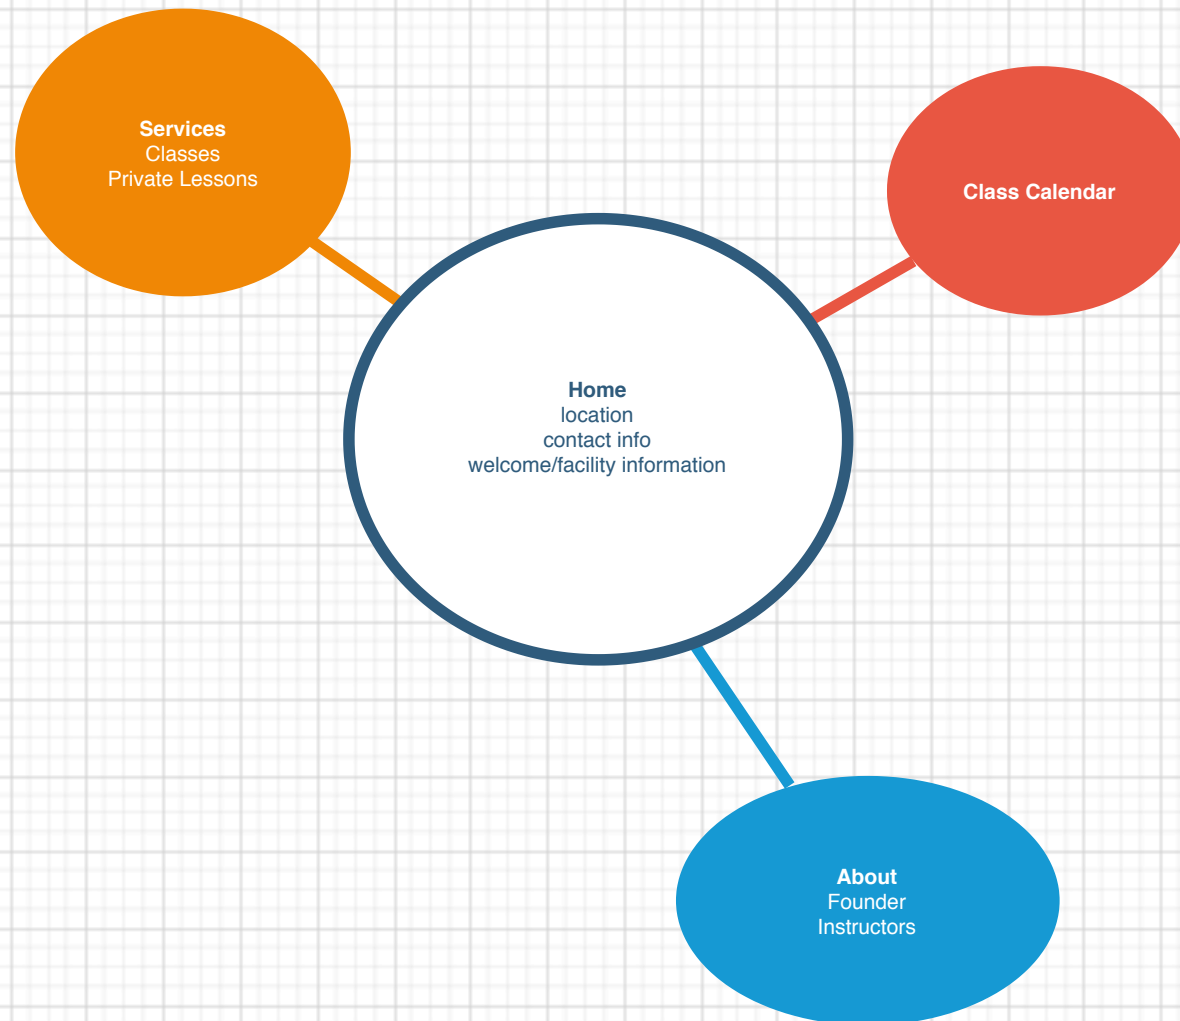 Services
Classes
Private Lessons
Class Calendar
Home
location
contact info
welcome/facility information
About
Founder
Instructors